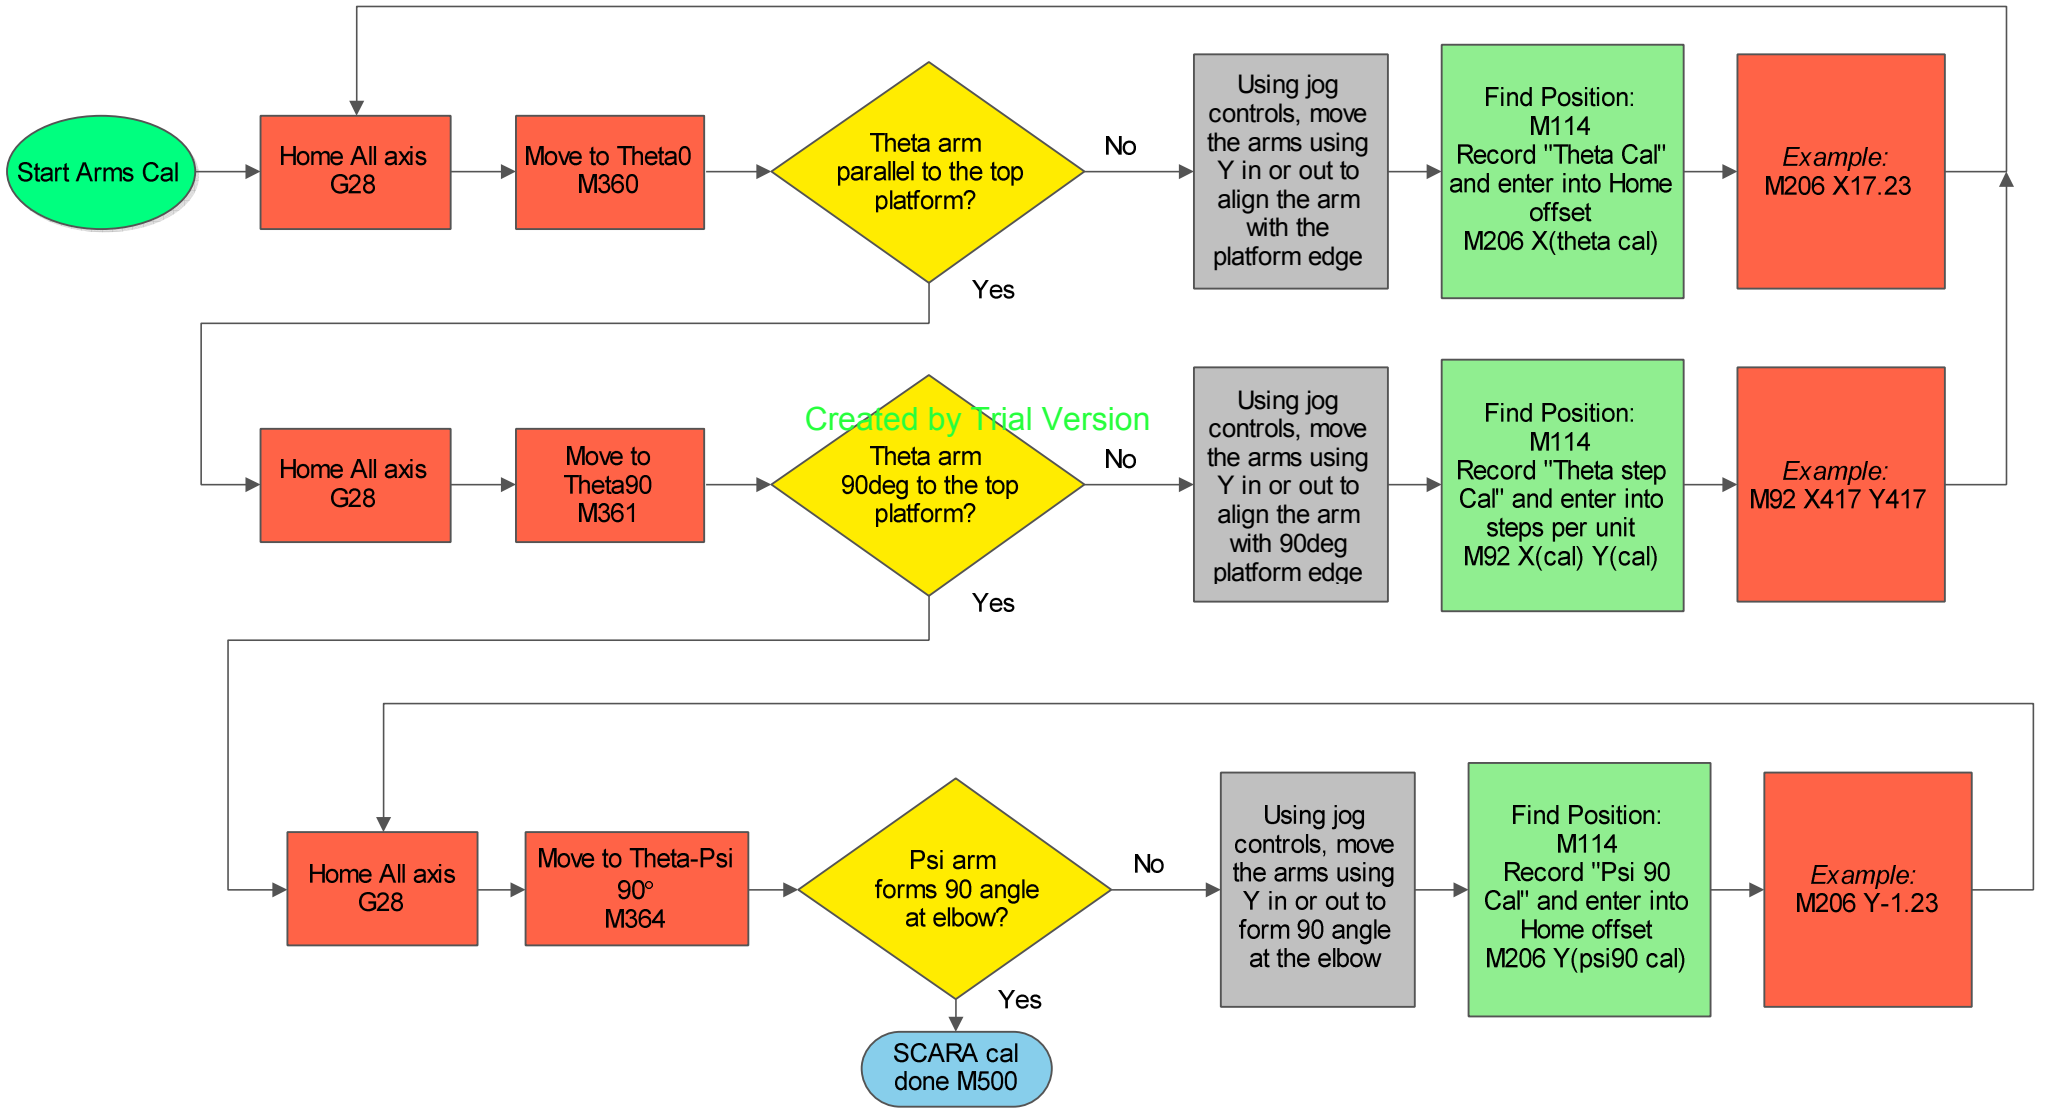 Start Arms Cal
Home All axis
G28
Move to Theta0
M360
Theta arm
parallel to the top
platform?
No
Yes
Using jog
controls, move
the arms using
Y in or out to
align the arm
with the
platform edge
Find Position:
M114
Record "Theta Cal"
and enter into Home
offset
M206 X(theta cal)
Example:
M206 X17.23
Home All axis
G28
Move to
Theta90
M361
Created by Trial Version
Theta arm
90deg to the top
platform?
No
Yes
Using jog
controls, move
the arms using
Y in or out to
align the arm
with 90deg
platform edge
Find Position:
M114
Record "Theta step
Cal" and enter into
steps per unit
M92 X(cal) Y(cal)
Example:
M92 X417 Y417
Home All axis
G28
Move to Theta-Psi
90°
M364
Psi arm
forms 90 angle
at elbow?
No
Yes
Using jog
controls, move
the arms using
Y in or out to
form 90 angle
at the elbow
Find Position:
M114
Record "Psi 90
Cal" and enter into
Home offset
M206 Y(psi90 cal)
Example:
M206 Y-1.23
SCARA cal
done M500